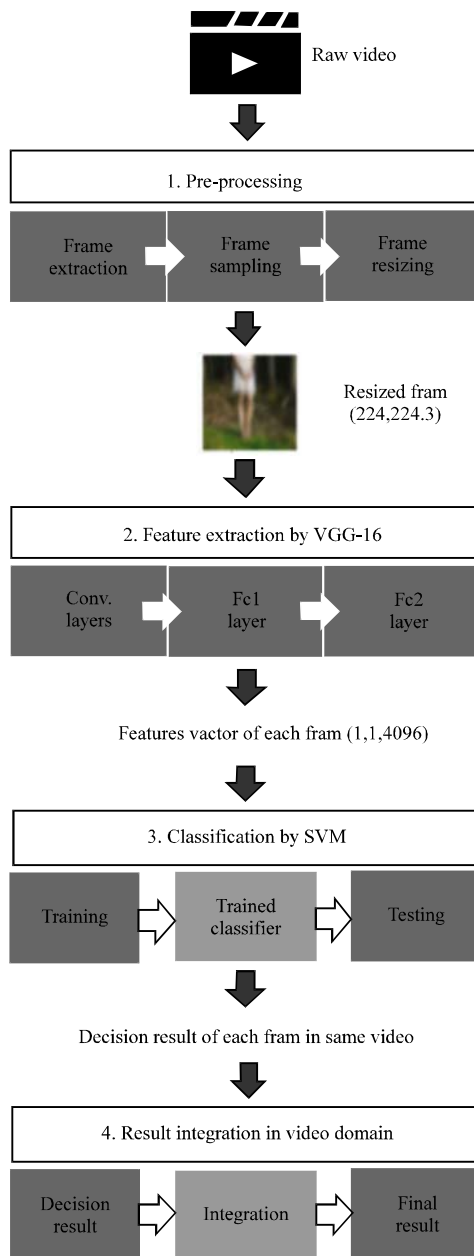 Raw video
1. Pre-processing
Frame extraction
Frame sampling
Frame resizing
Resized fram
(224,224.3)
2. Feature extraction by VGG-16
Conv. layers
Fc1 layer
Fc2 layer
Features vactor of each fram (1,1,4096)
3. Classification by SVM
Training
Trained classifier
Testing
Decision result of each fram in same video
4. Result integration in video domain
Decision result
Integration
Final result